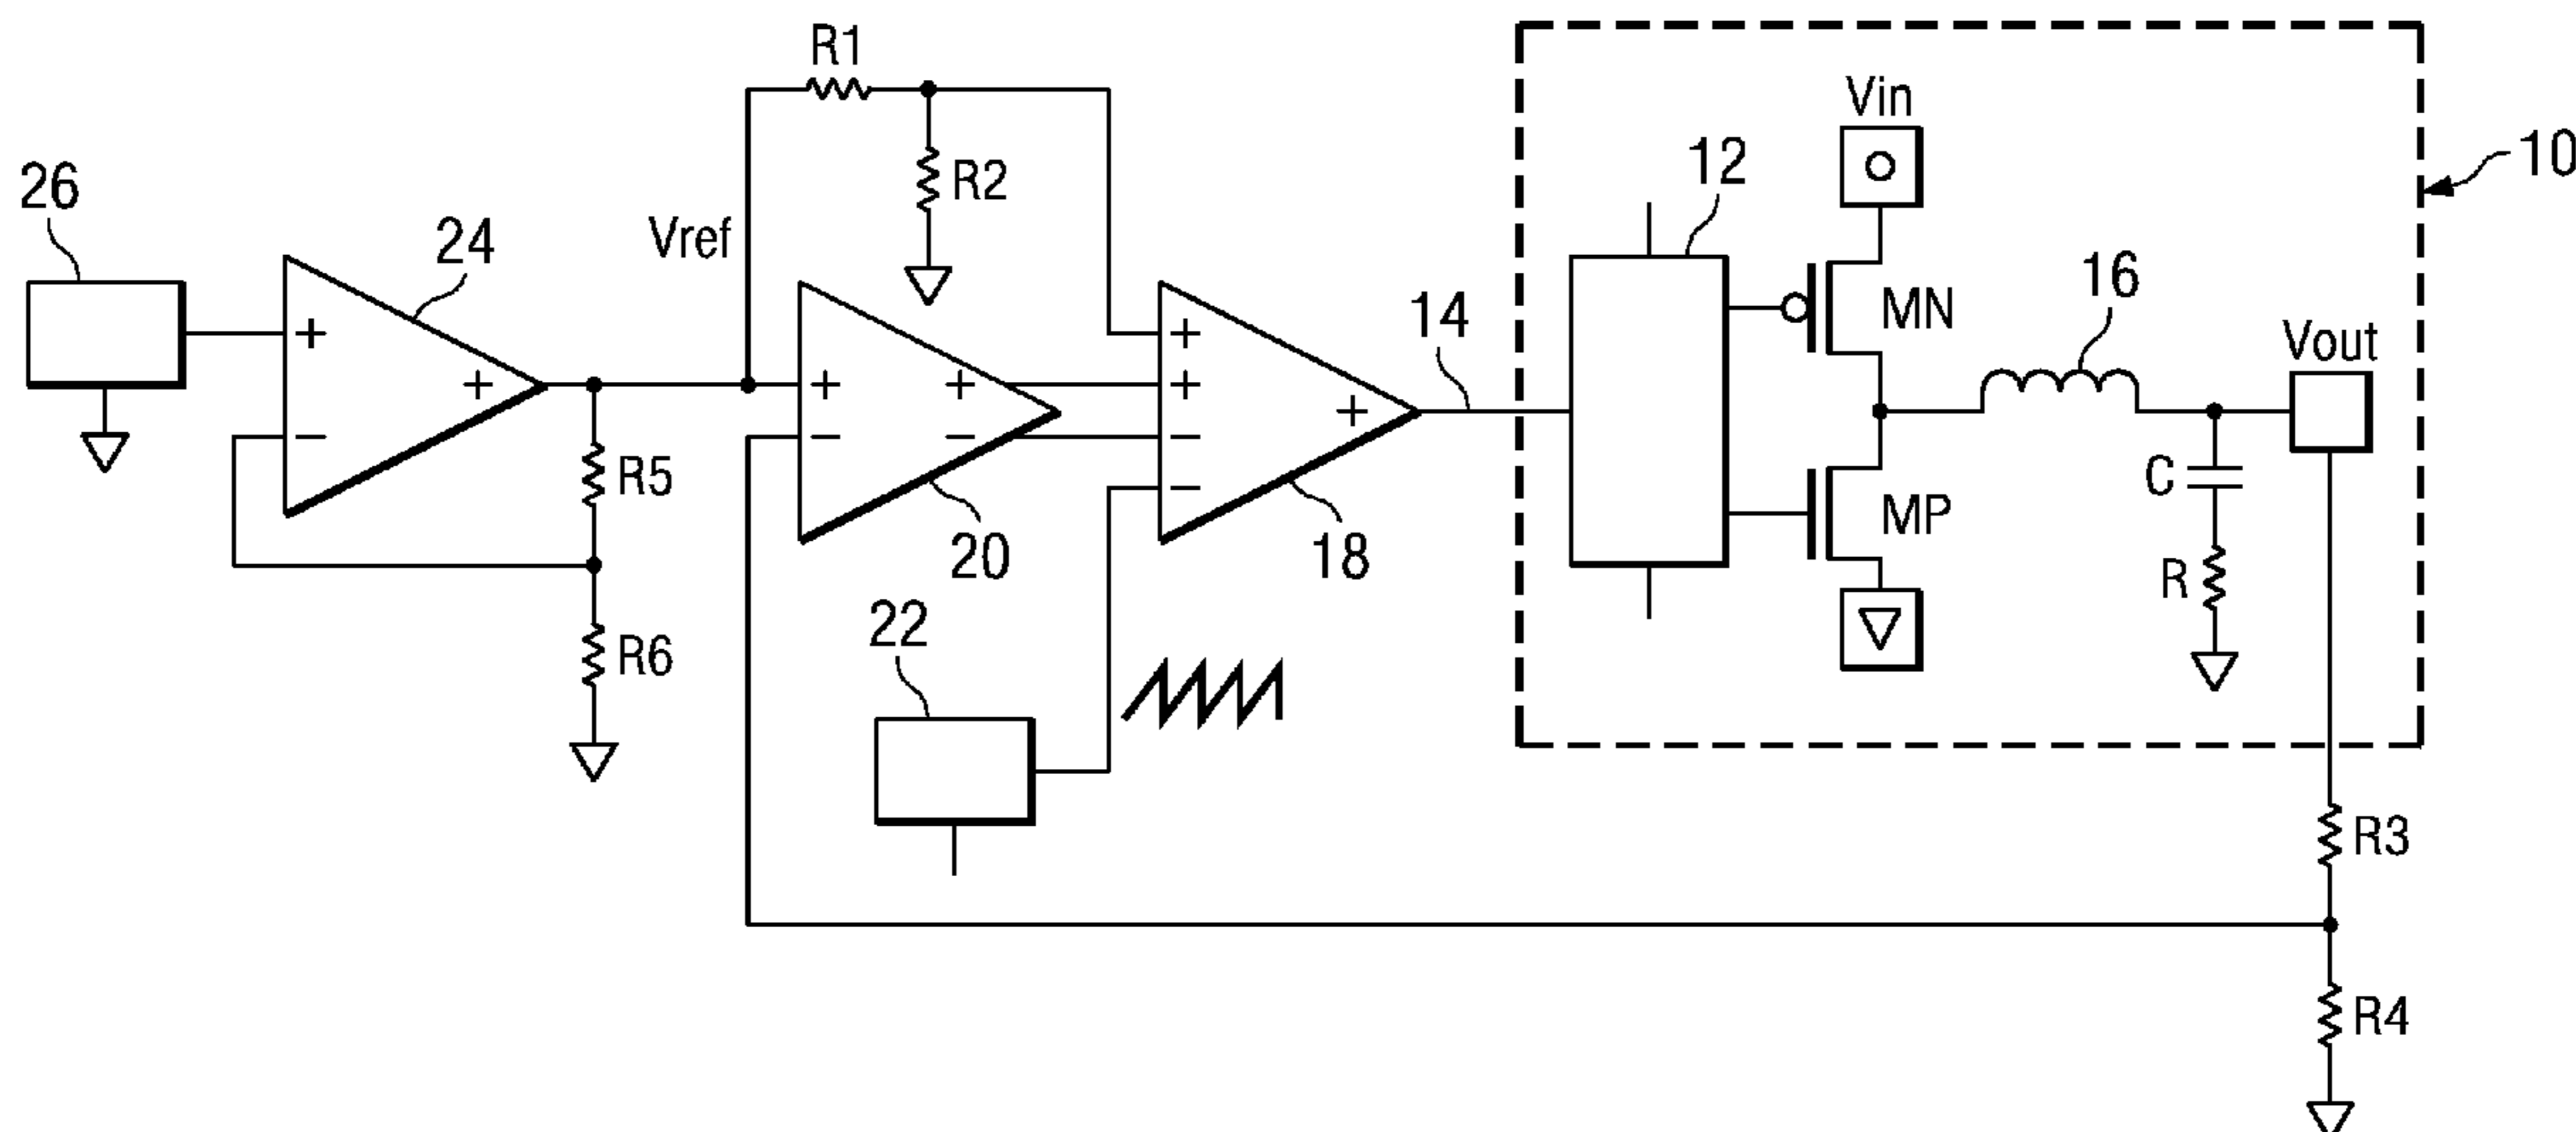 R1
Vin
10
12
26
R2
24
Vref
16
14
MN
Vout
+
+
+
+
+
+
+
+
−
−
−
−
−
R5
C
MP
20
18
R
22
R6
R3
R4